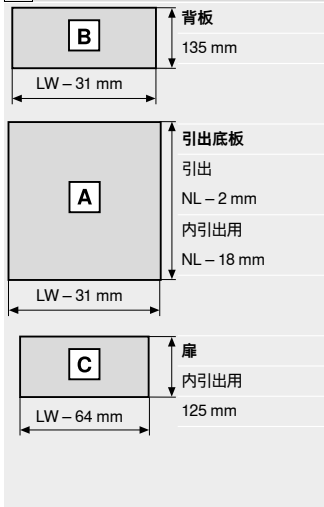 B
背板
135 mm
LW – 31 mm
A
引出底板
引出
NL – 2 mm
内引出用
NL – 18 mm
LW – 31 mm
C
扉
内引出用
125 mm
LW – 64 mm